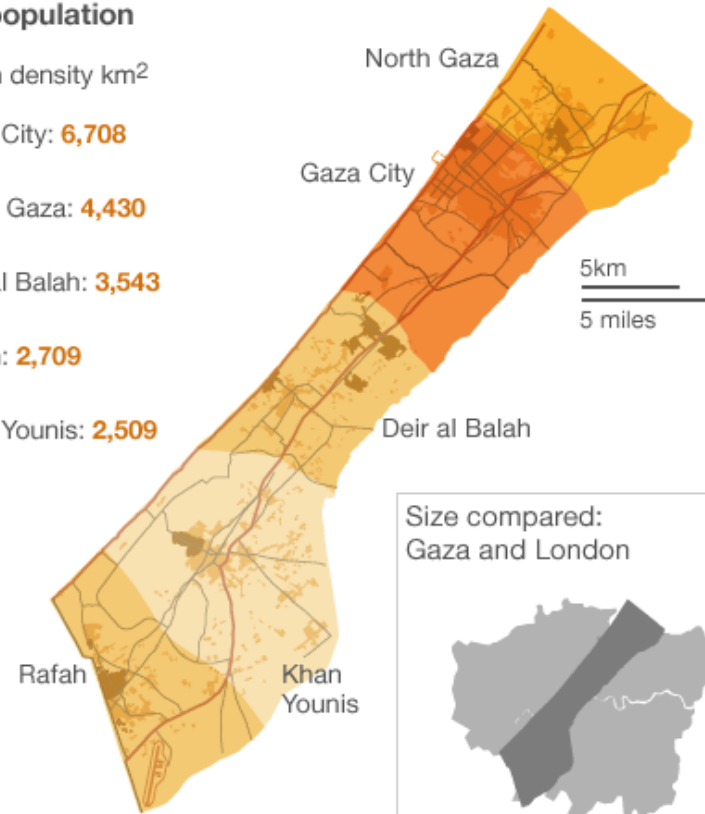 population
density km2
City: 6,708
Gaza: 4,430
Balah: 3,543
2,709
Younis: 2,509
North Gaza
Gaza City
5km
5 miles
Deir al Balah
Size compared:
Gaza and London
Rafah
Khan
Younis